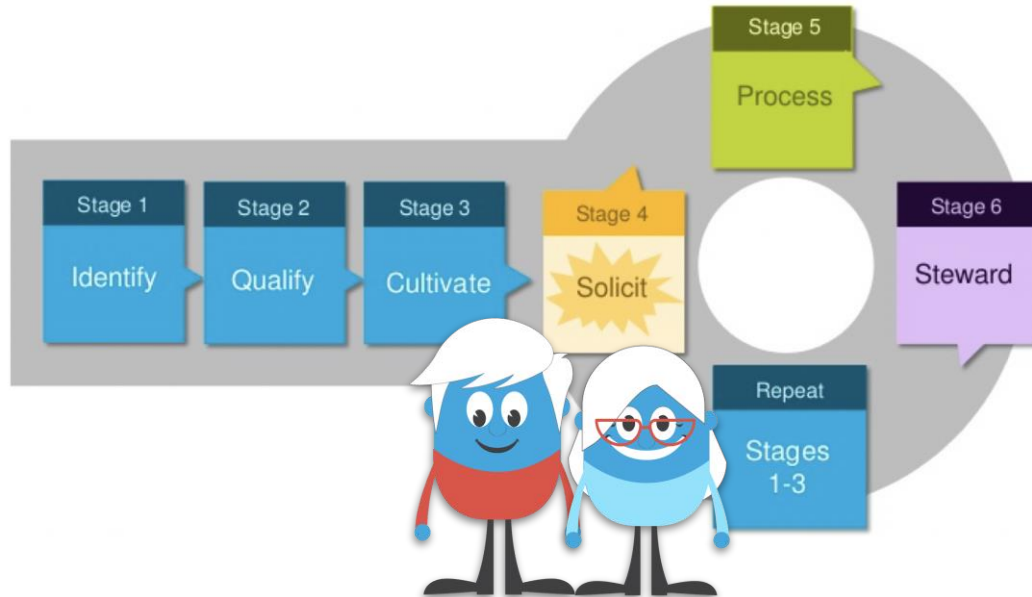 Stage 1
Identify
Stage 2
Qualify
Stage 3
Cultivate
Stage 4
Solicit
Stage 5
Process
Stage 6
Steward
Repeat
Stages
1-3